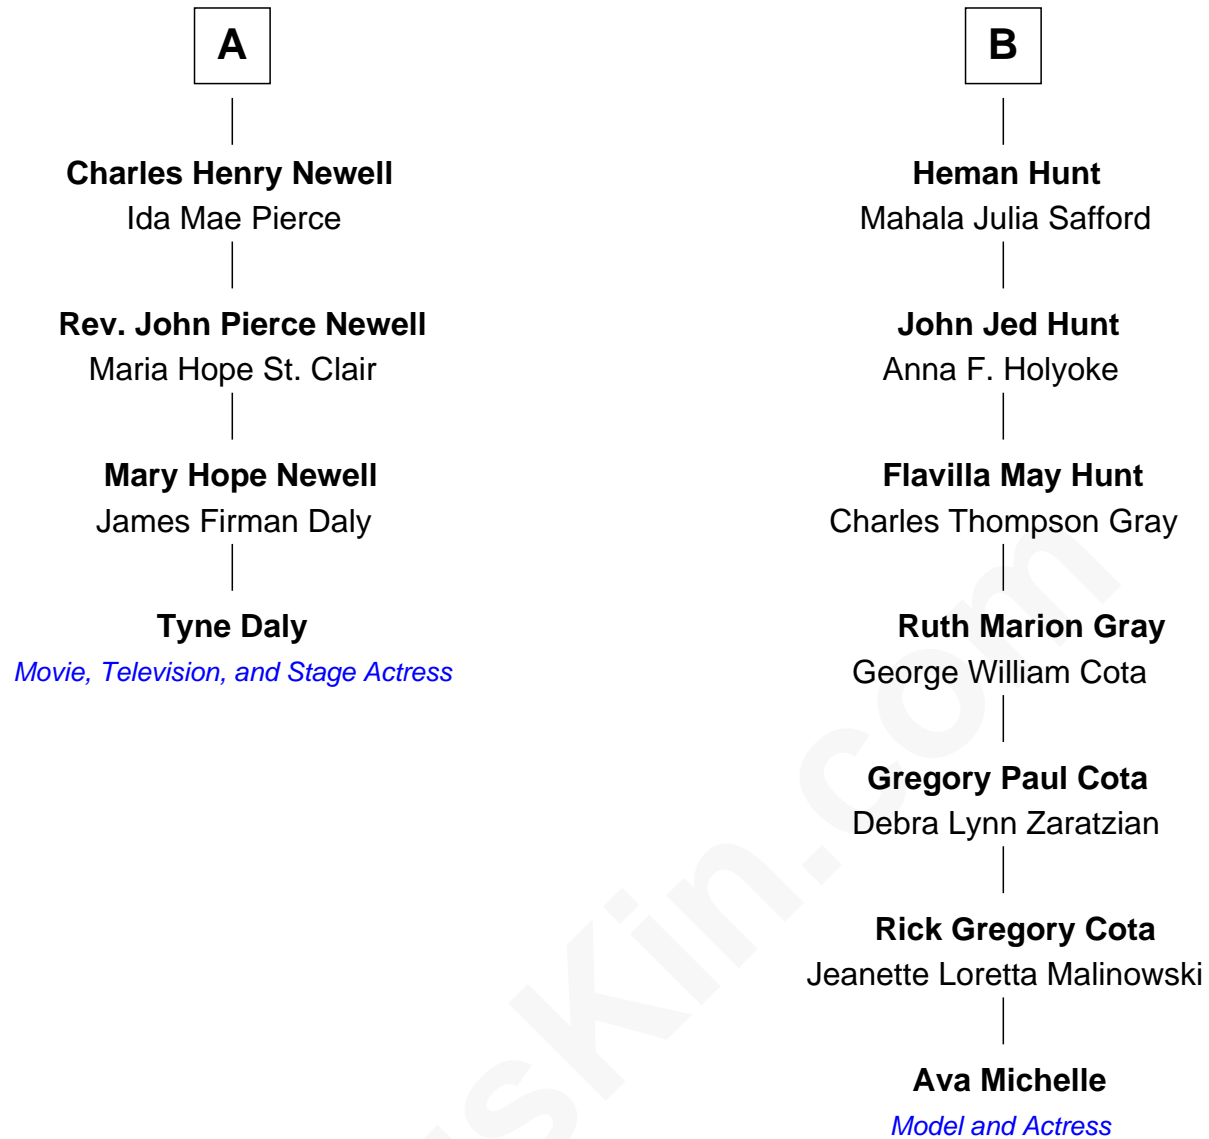 A
Charles Henry Newell
Ida Mae Pierce
Rev. John Pierce Newell
Maria Hope St. Clair
Mary Hope Newell
James Firman Daly
Tyne Daly
Movie, Television, and Stage Actress
B
Heman Hunt
Mahala Julia Safford
John Jed Hunt
Anna F. Holyoke
Flavilla May Hunt
Charles Thompson Gray
Ruth Marion Gray
George William Cota
Gregory Paul Cota
Debra Lynn Zaratzian
Rick Gregory Cota
Jeanette Loretta Malinowski
Ava Michelle
Model and Actress
sKin.com